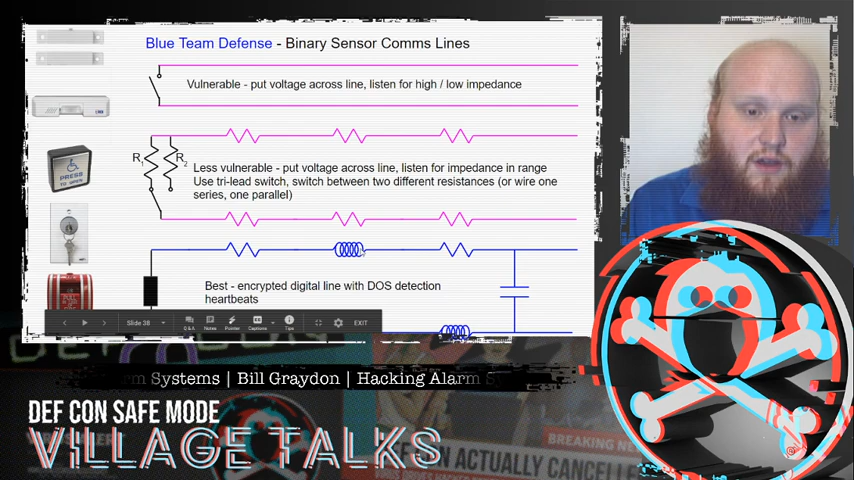 Blue Team Defense - Binary Sensor Comms Lines
Vulnerable - put voltage across line, listen for high / low impedance
R1
R2
Less vulnerable - put voltage across line, listen for impedance in range
Use tri-lead switch, switch between two different resistances (or wire one
series, one parallel)
PRESS
TO OPEN
Best - encrypted digital line with DOS detection
heartbeats
Slide 38
Q & A
Notes
Pointer
Captions
Tips
EXIT
rm Systems | Bill Graydon | Hacking Alarm S
DEF CON SAFE MODE
VILLAGE TALKS
BREAKING NE
CON ACTUALLY CANCELLE